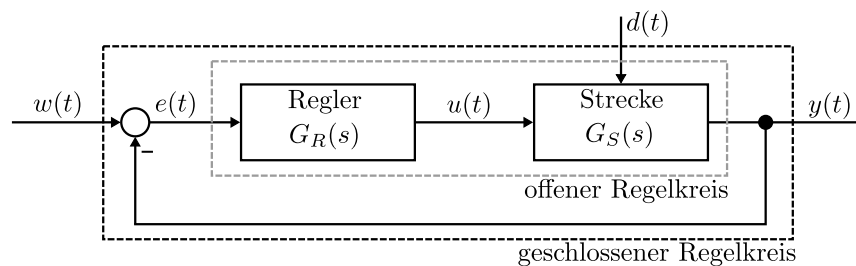 d(t)
w(t)
e(t)
Regler
G_R(s)
u(t)
Strecke
G_S(s)
y(t)
-
offener Regelkreis
geschlossener Regelkreis